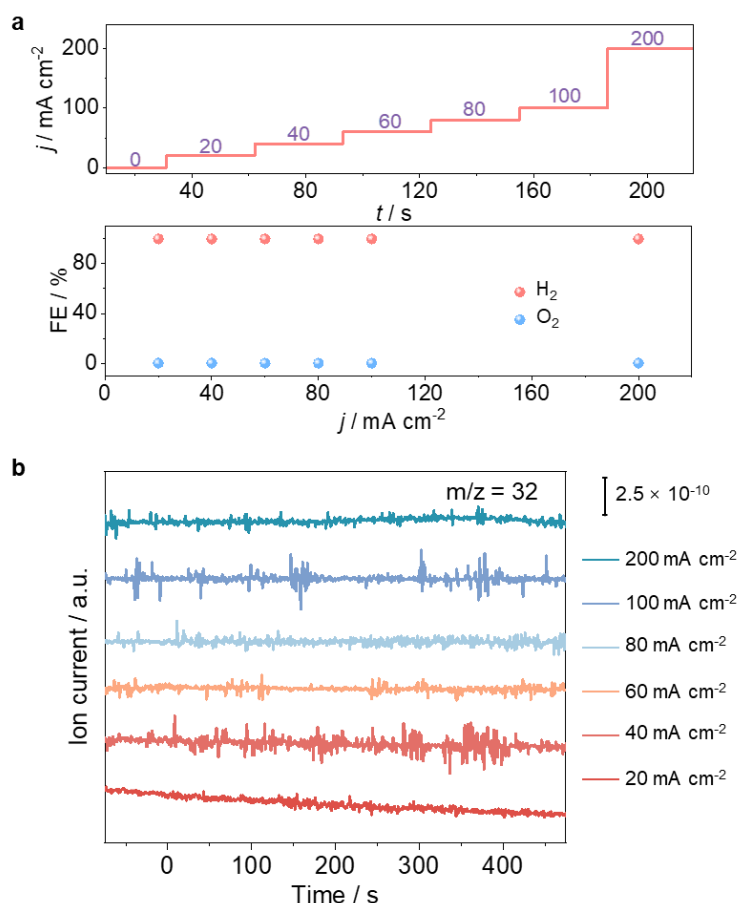 a
j / mA cm⁻²
200
100
0
0
20
40
60
80
100
200
40
80
120
160
200
t / s
FE / %
80
40
0
H₂
O₂
0
40
80
120
160
200
j / mA cm⁻²
b
Ion current / a.u.
m/z = 32
2.5 × 10⁻¹⁰
200 mA cm⁻²
100 mA cm⁻²
80 mA cm⁻²
60 mA cm⁻²
40 mA cm⁻²
20 mA cm⁻²
0
100
200
300
400
Time / s